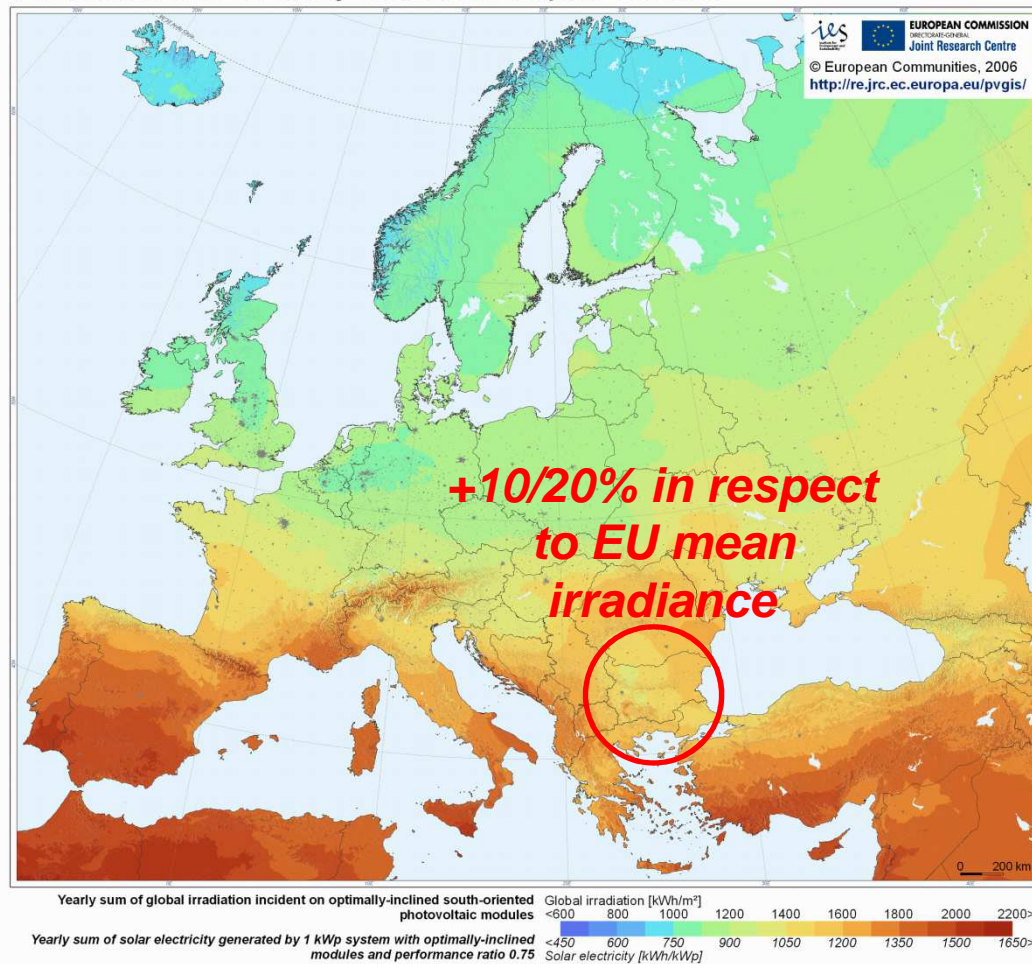 ies
EUROPEAN COMMISSION
DIRECTORATE-GENERAL
Joint Research Centre
© European Communities, 2006
http://re.jrc.ec.europa.eu/pvgis/
+10/20% in respect
to EU mean
irradiance
0 200 km
Yearly sum of global irradiation incident on optimally-inclined south-oriented
photovoltaic modules
Global irradiation [kWh/m²]
<600 800 1000 1200 1400 1600 1800 2000 2200>
Yearly sum of solar electricity generated by 1 kWp system with optimally-inclined
modules and performance ratio 0.75
<450 600 750 900 1050 1200 1350 1500 1650>
Solar electricity [kWh/kWp]